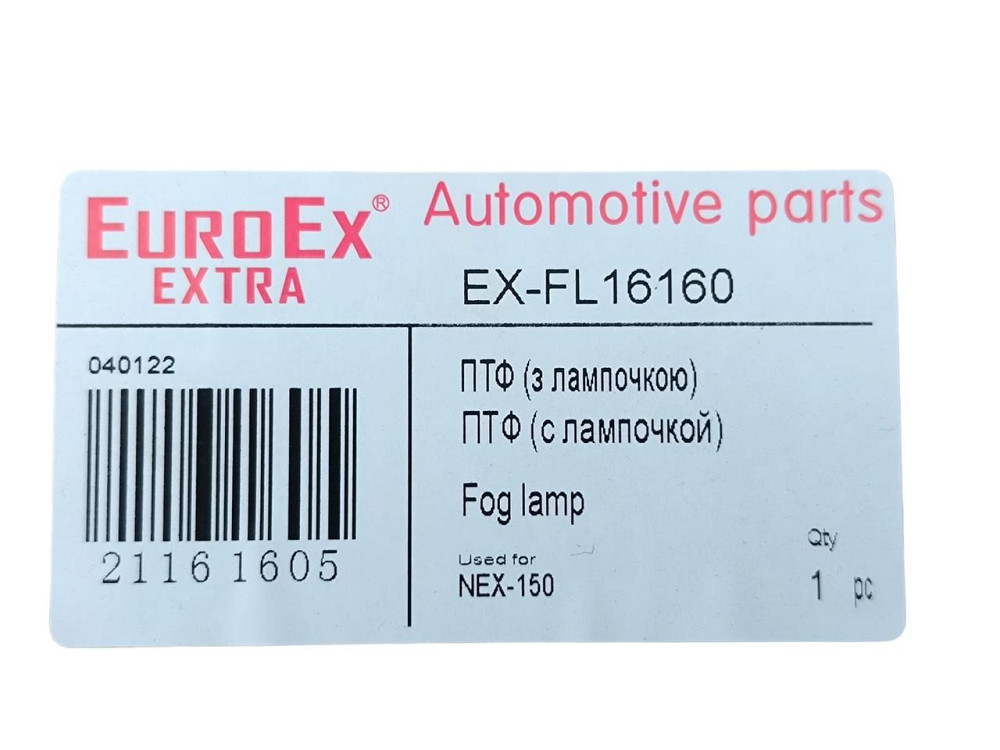 EUROEX® Automotive parts
EXTRA
EX-FL16160
040122
21161605
ПТФ (з лампочкою)
ПТФ (с лампочкой)
Fog lamp
Used for
NEX-150
Qty
1 pc